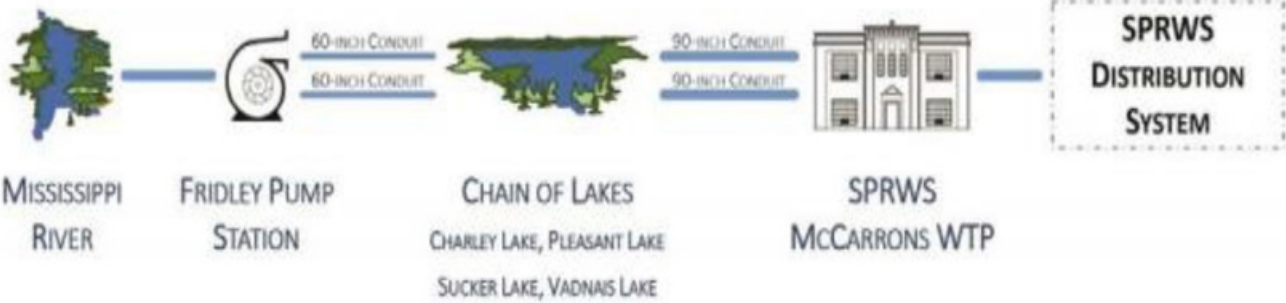 60-INCH CONDUIT
60-INCH CONDUIT
90-INCH CONDUIT
90-INCH CONDUIT
SPRWS
DISTRIBUTION
SYSTEM
MISSISSIPPI
RIVER
FRIDLEY PUMP
STATION
CHAIN OF LAKES
CHARLEY LAKE, PLEASANT LAKE
SUCKER LAKE, VADNAIS LAKE
SPRWS
MCCARRONS WTP